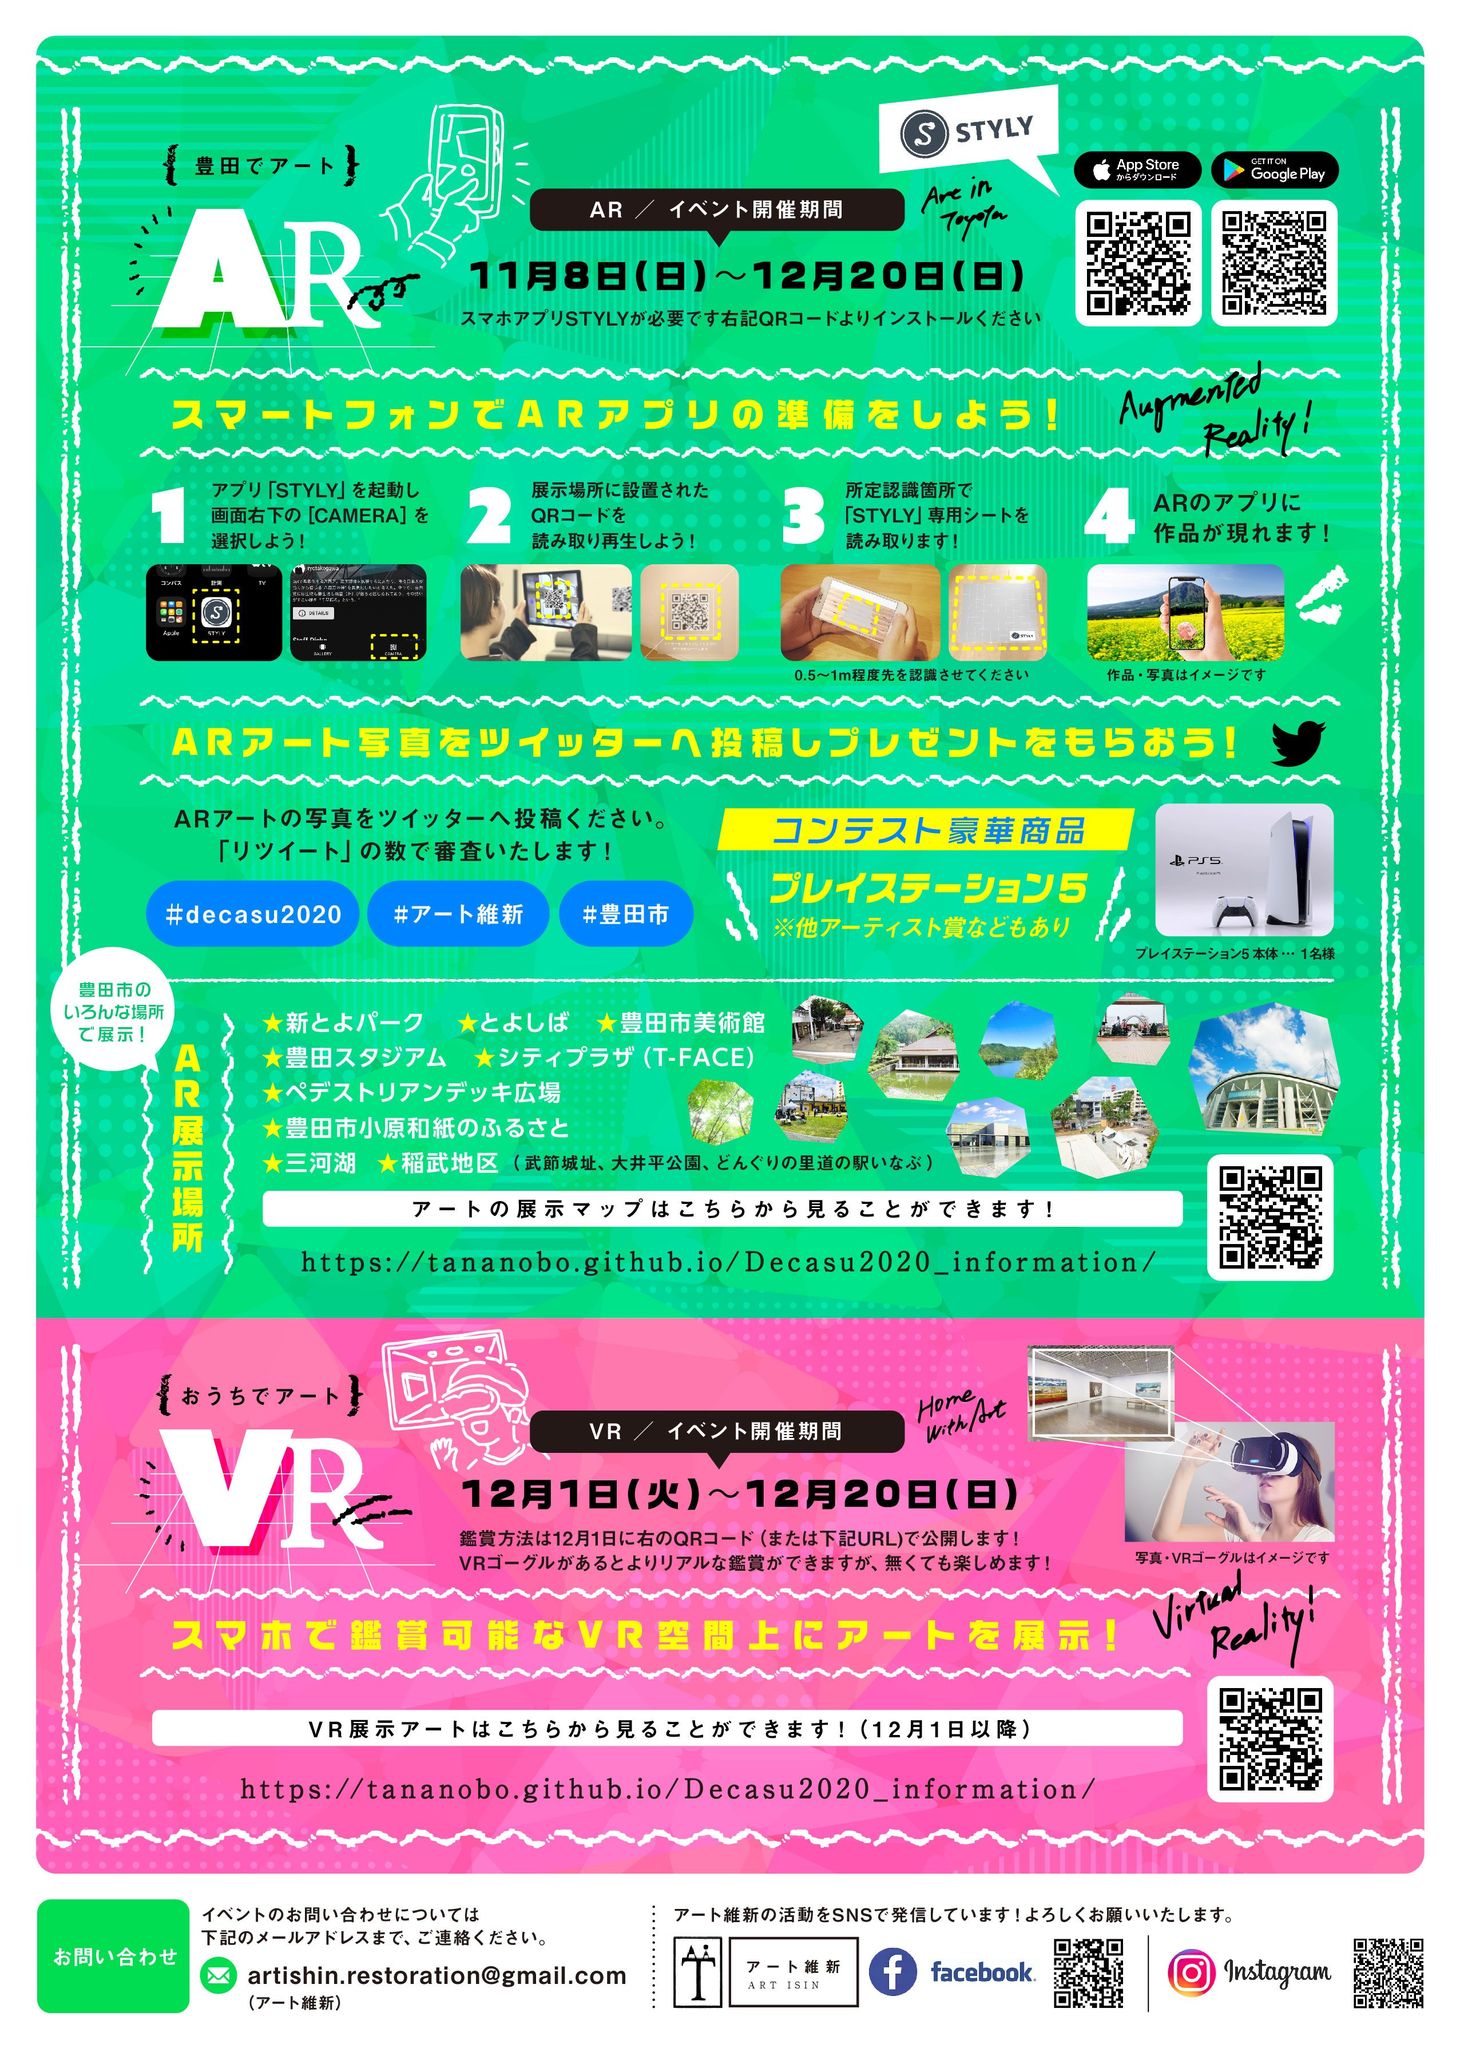 豊田でアート
AR
STYLY
App Store
からダウンロード
GET IT ON
Google Play
AR ／ イベント開催期間
Art in
Toyota
11月8日(日)～12月20日(日)
スマホアプリSTYLYが必要です右記QRコードよりインストールください
スマートフォンでARアプリの準備をしよう！
Augmented
Reality!
1
アプリ「STYLY」を起動し
画面右下の［CAMERA］を
選択しよう！
2
展示場所に設置された
QRコードを
読み取り再生しよう！
3
所定認識箇所で
「STYLY」専用シートを
読み取ります！
4
ARのアプリに
作品が現れます！
コンパス
計測
TV
Apple
STYLY
DETAILS
GALLERY
CAMERA
STYLY
0.5～1m程度先を認識させてください
作品・写真はイメージです
ARアート写真をツイッターへ投稿しプレゼントをもらおう！
ARアートの写真をツイッターへ投稿ください。
「リツイート」の数で審査いたします！
#decasu2020
#アート維新
#豊田市
コンテスト豪華商品
プレイステーション5
※他アーティスト賞などもあり
PS5
プレイステーション5 本体… 1名様
豊田市の
いろんな場所
で展示！
AR展示場所
★新とよパーク ★とよしば ★豊田市美術館
★豊田スタジアム ★シティプラザ（T-FACE）
★ペデストリアンデッキ広場
★豊田市小原和紙のふるさと
★三河湖 ★稲武地区（武節城址、大井平公園、どんぐりの里道の駅いなぶ）
アートの展示マップはこちらから見ることができます！
https://tananobo.github.io/Decasu2020_information/
おうちでアート
VR
VR ／ イベント開催期間
Home
With Art
12月1日(火)～12月20日(日)
鑑賞方法は12月1日に右のQRコード（または下記URL)で公開します！
VRゴーグルがあるとよりリアルな鑑賞ができますが、無くても楽しめます！
写真・VRゴーグルはイメージです
スマホで鑑賞可能なVR空間上にアートを展示！
Virtual
Reality!
VR展示アートはこちらから見ることができます！（12月1日以降）
https://tananobo.github.io/Decasu2020_information/
お問い合わせ
イベントのお問い合わせについては
下記のメールアドレスまで、ご連絡ください。
artishin.restoration@gmail.com
（アート維新）
アート維新の活動をSNSで発信しています！よろしくお願いいたします。
アート維新
ART ISIN
facebook
Instagram